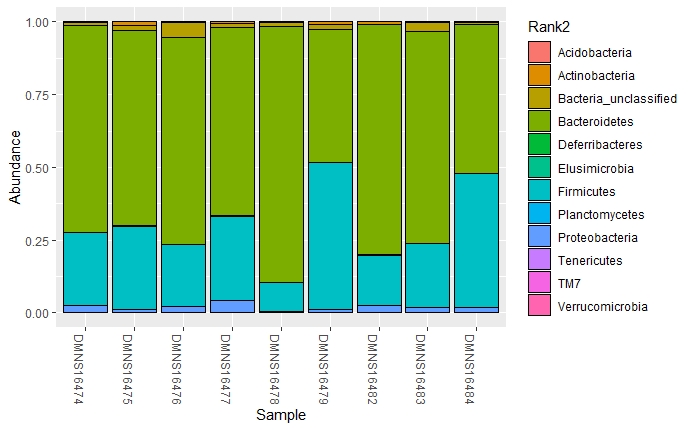 1.00
0.75
0.50
0.25
0.00
Abundance
DMNS16474
DMNS16475
DMNS16476
DMNS16477
DMNS16478
DMNS16479
DMNS16482
DMNS16483
DMNS16484
Sample
Rank2
Acidobacteria
Actinobacteria
Bacteria_unclassified
Bacteroidetes
Deferribacteres
Elusimicrobia
Firmicutes
Planctomycetes
Proteobacteria
Tenericutes
TM7
Verrucomicrobia